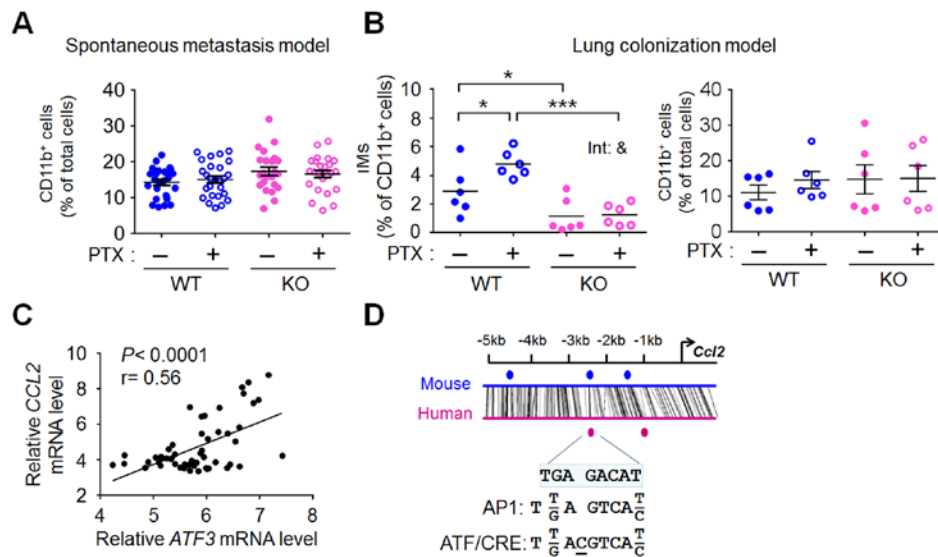 A
Spontaneous metastasis model
CD11b⁺ cells
(% of total cells)
40
30
20
10
0
PTX : − + − +
WT KO
B
Lung colonization model
IMs
(% of CD11b⁺ cells)
10
8
6
4
2
0
*
* ***
Int: &
PTX : − + − +
WT KO
CD11b⁺ cells
(% of total cells)
40
30
20
10
0
− + − +
WT KO
C
Relative CCL2
mRNA level
10
8
6
4
2
P< 0.0001
r= 0.56
4 5 6 7 8
Relative ATF3 mRNA level
D
-5kb -4kb -3kb -2kb -1kb Ccl2
Mouse
Human
TGA GACAT
AP1: T T/G A GTCA T/C
ATF/CRE: T T/G ACGTCA T/C